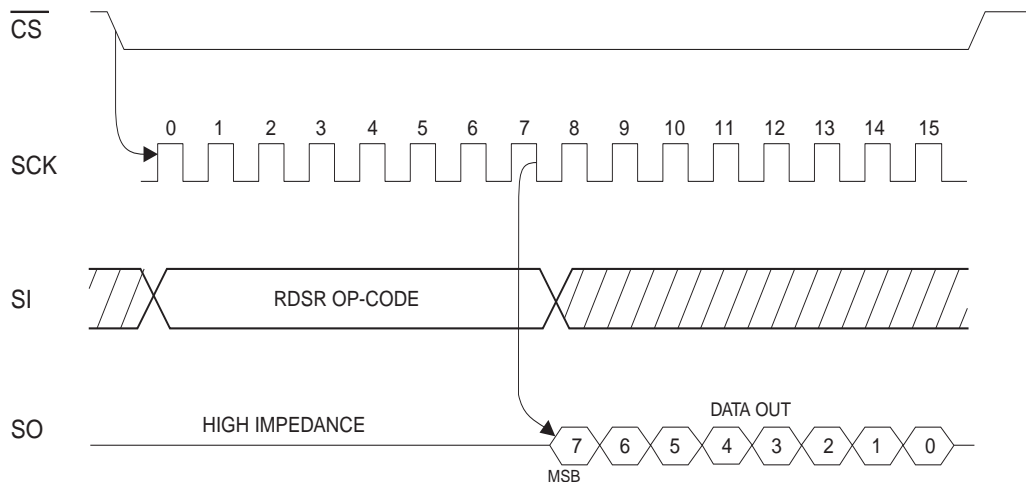 CS
0 1 2 3 4 5 6 7 8 9 10 11 12 13 14 15
SCK
SI
RDSR OP-CODE
DATA OUT
SO
HIGH IMPEDANCE
7 6 5 4 3 2 1 0
MSB